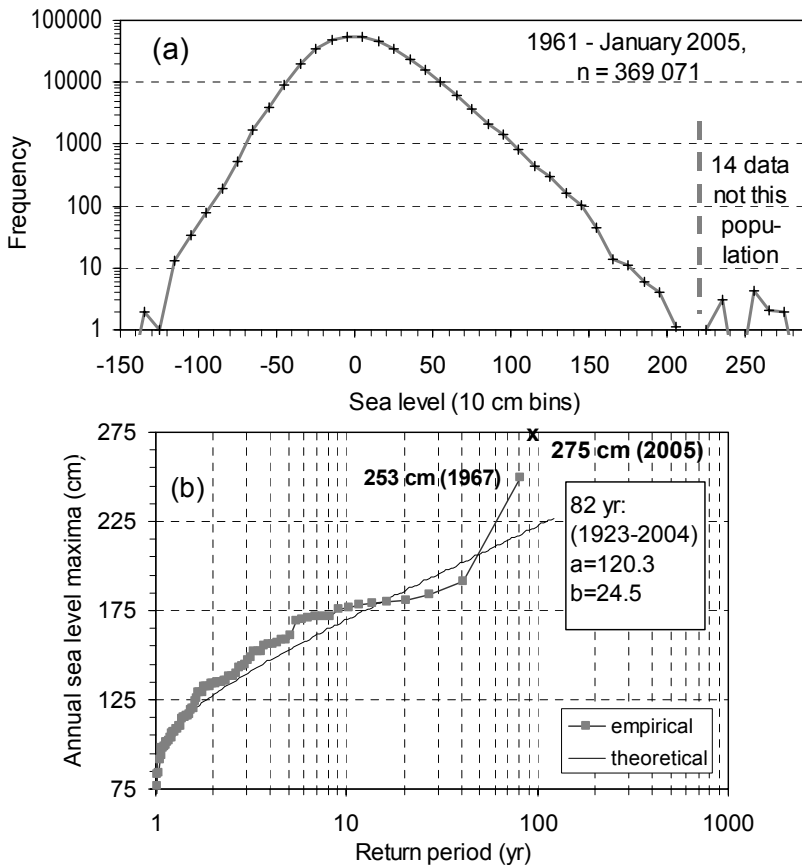 (a)
1961 - January 2005,
n = 369 071
14 data
not this
popu-
lation
Frequency
100000
10000
1000
100
10
1
-150 -100 -50 0 50 100 150 200 250
Sea level (10 cm bins)
(b)
x
275 cm (2005)
253 cm (1967)
82 yr:
(1923-2004)
a=120.3
b=24.5
empirical
theoretical
Annual sea level maxima (cm)
275
225
175
125
75
1 10 100 1000
Return period (yr)